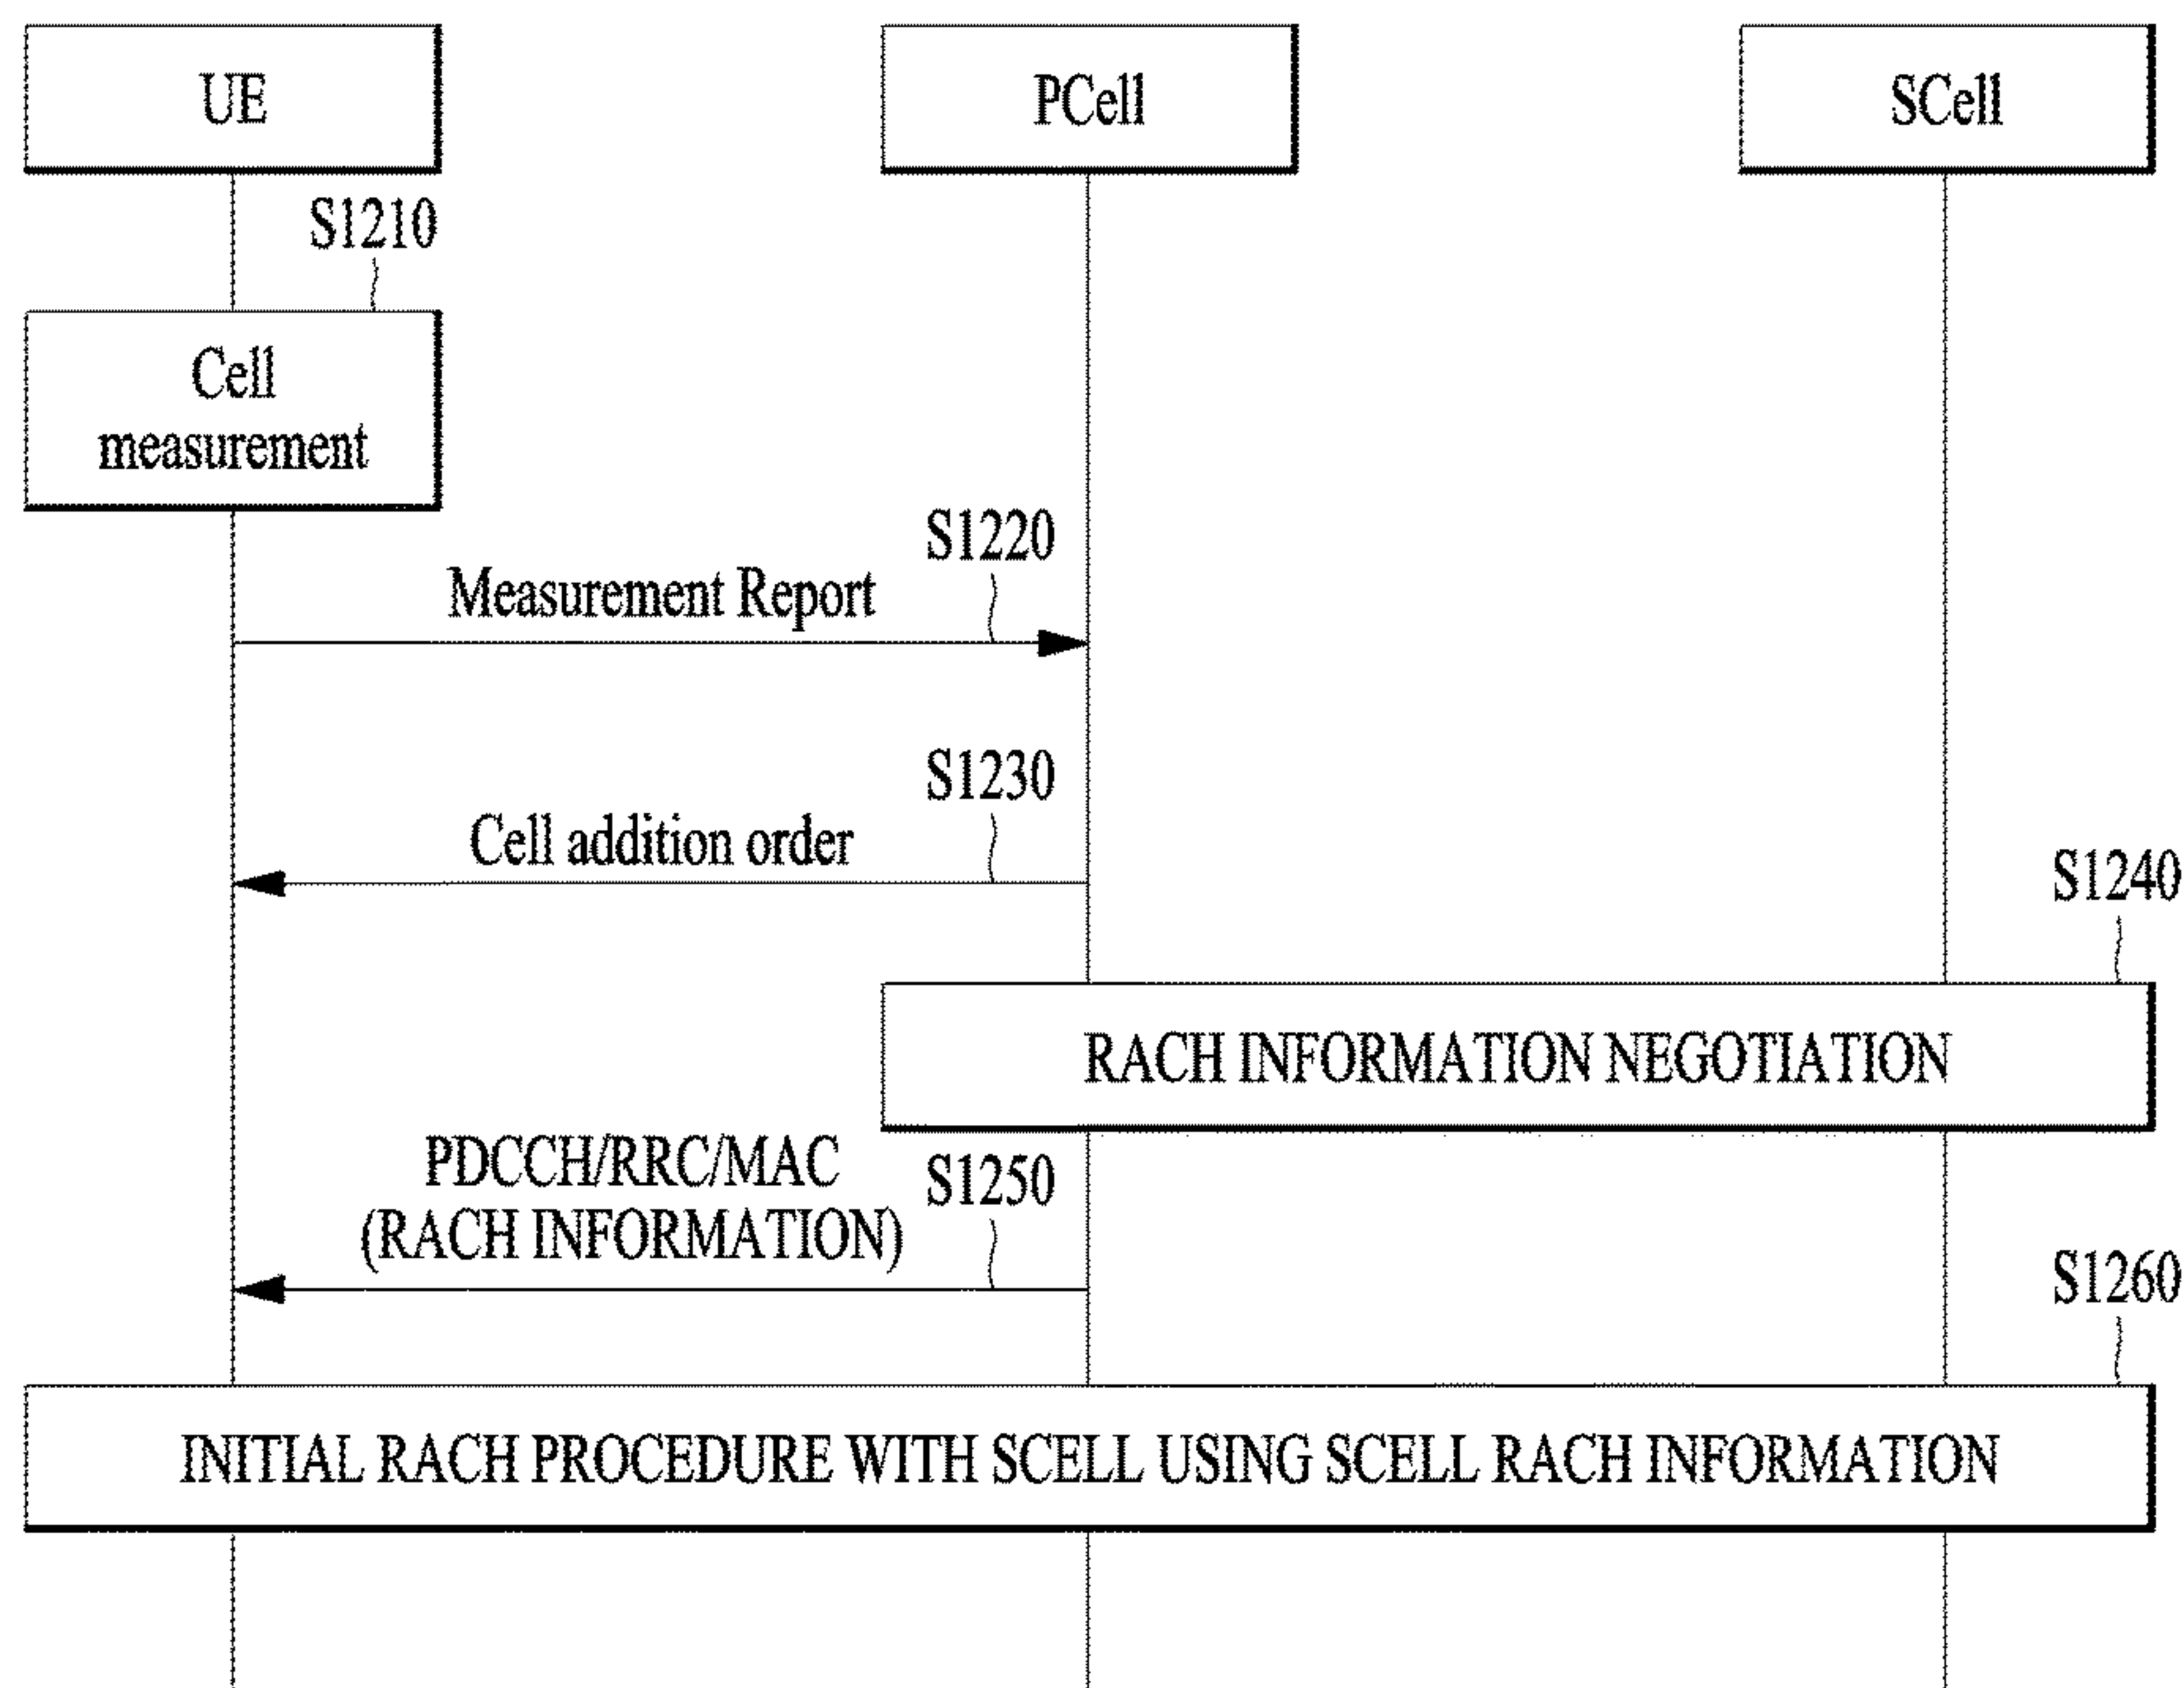 UE
PCell
SCell
S1210
Cell
measurement
S1220
Measurement Report
S1230
Cell addition order
S1240
RACH INFORMATION NEGOTIATION
PDCCH/RRC/MAC
(RACH INFORMATION)
S1250
S1260
INITIAL RACH PROCEDURE WITH SCELL USING SCELL RACH INFORMATION